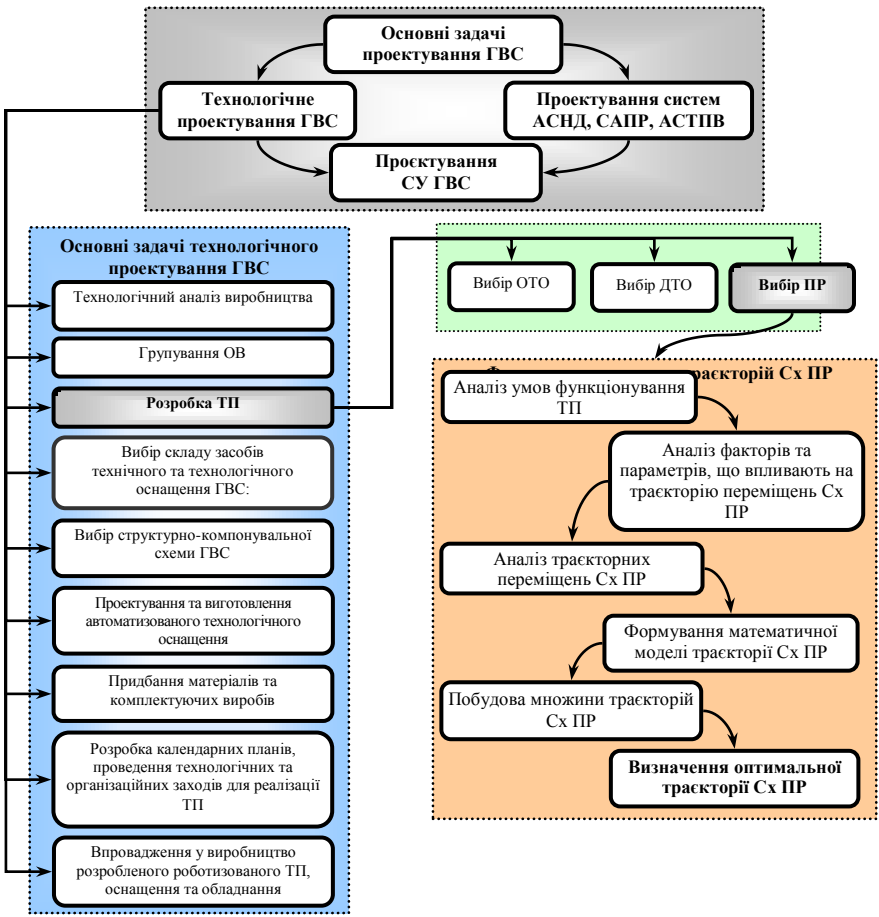 Основні задачі
проектування ГВС
Технологічне
проектування ГВС
Проектування систем
АСНД, САПР, АСТПВ
Проєктування
СУ ГВС
Основні задачі технологічного
проектування ГВС
Технологічний аналіз виробництва
Групування ОВ
Розробка ТП
Вибір складу засобів
технічного та технологічного
оснащення ГВС:
Вибір структурно-компонувальної
схеми ГВС
Проектування та виготовлення
автоматизованого технологічного
оснащення
Придбання матеріалів та
комплектуючих виробів
Розробка календарних планів,
проведення технологічних та
організаційних заходів для реалізації
ТП
Впровадження у виробництво
розробленого роботизованого ТП,
оснащення та обладнання
Вибір ОТО
Вибір ДТО
Вибір ПР
траєкторій Сх ПР
Аналіз умов функціонування
ТП
Аналіз факторів та
параметрів, що впливають на
траєкторію переміщень Сх
ПР
Аналіз траєкторних
переміщень Сх ПР
Формування математичної
моделі траєкторії Сх ПР
Побудова множини траєкторій
Сх ПР
Визначення оптимальної
траєкторії Сх ПР